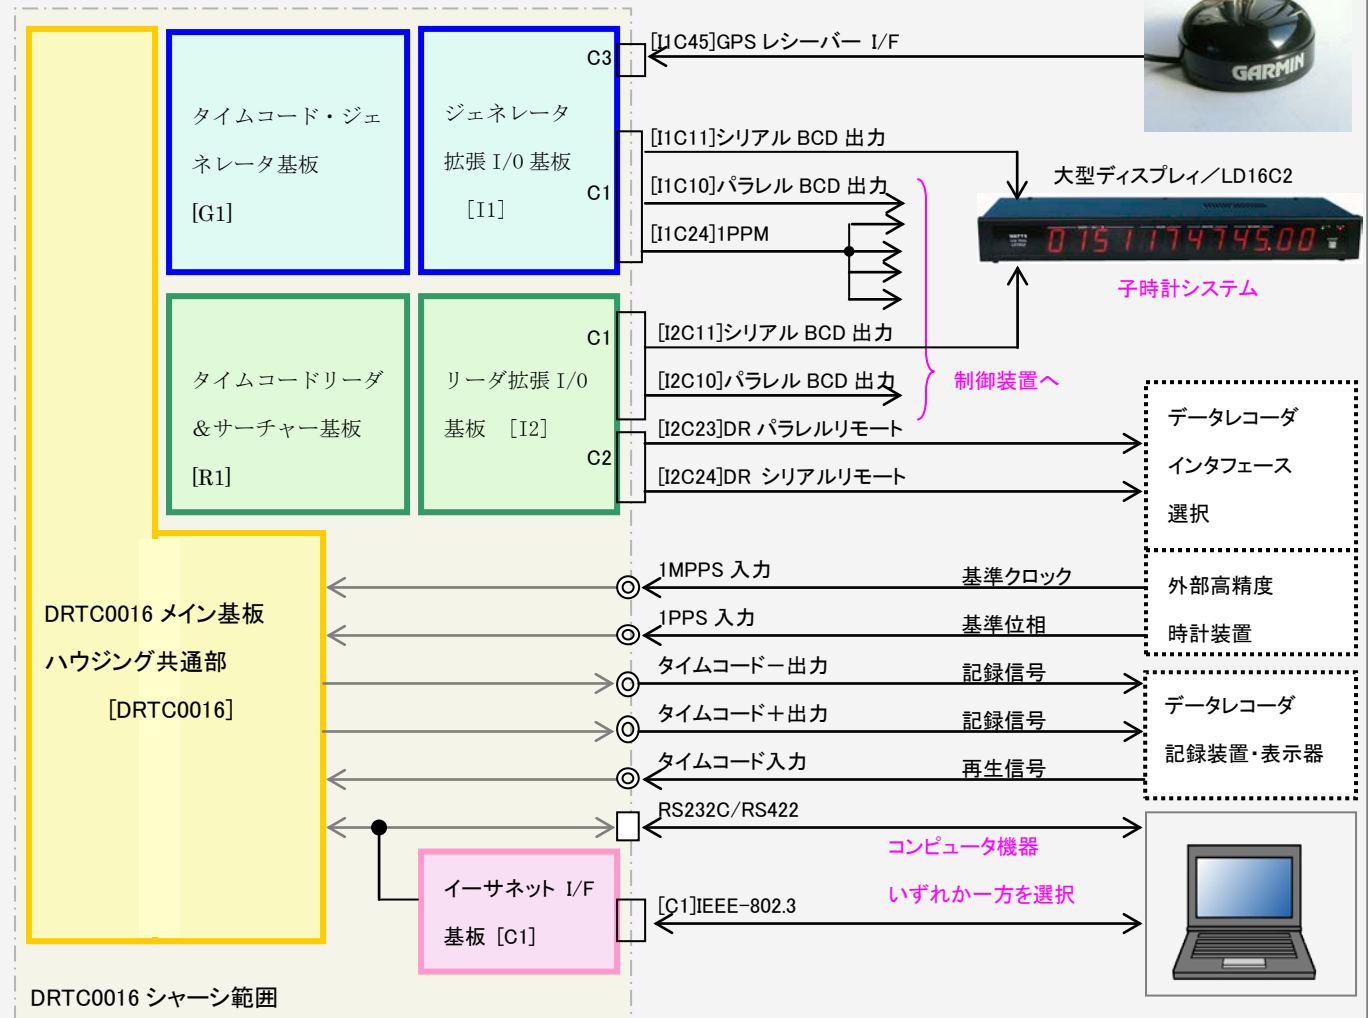 GARMIN
C3
[I1C45]GPS レシーバー I/F
タイムコード・ジェ
ネレータ基板
[G1]
ジェネレータ
拡張 I/O 基板
[I1]
C1
[I1C11]シリアル BCD 出力
[I1C10]パラレル BCD 出力
[I1C24]1PPM
大型ディスプレィ／LD16C2
0151174745.00
子時計システム
タイムコードリーダ
＆サーチャー基板
[R1]
リーダ拡張 I/O
基板 [I2]
C1
C2
[I2C11]シリアル BCD 出力
[I2C10]パラレル BCD 出力
制御装置へ
[I2C23]DR パラレルリモート
[I2C24]DR シリアルリモート
データレコーダ
インタフェース
選択
DRTC0016 メイン基板
ハウジング共通部
[DRTC0016]
1MPPS 入力 基準クロック
1PPS 入力 基準位相
外部高精度
時計装置
タイムコード－出力 記録信号
タイムコード＋出力 記録信号
タイムコード入力 再生信号
データレコーダ
記録装置・表示器
RS232C/RS422
コンピュータ機器
いずれか一方を選択
イーサネット I/F
基板 [C1]
[C1]IEEE-802.3
DRTC0016 シャーシ範囲